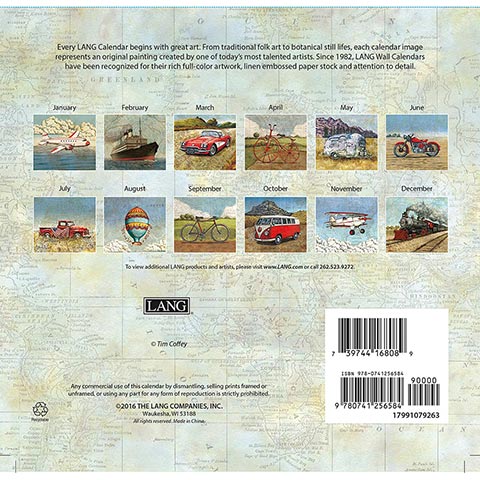 Every LANG Calendar begins with great art. From traditional folk art to botanical still lifes, each calendar image
represents an original painting created by one of today's most talented artists. Since 1982, LANG Wall Calendars
have been recognized for their rich full-color artwork, linen embossed paper stock and attention to detail.
GREENLAND
January February March April May June
July August September October November December
To view additional LANG products and artists, please visit www.LANG.com or call 262.523.9272.
LANG
© Tim Coffey
7 39744 16808 9
ISBN 978-0741256584
90000
9 780741 256584
17991079263
Any commercial use of this calendar by dismantling, selling prints framed or
unframed, or using any part for any form of reproduction is strictly prohibited.
©2016 THE LANG COMPANIES, INC.
Waukesha, WI 53188
All rights reserved. Made in China.
Recyclable